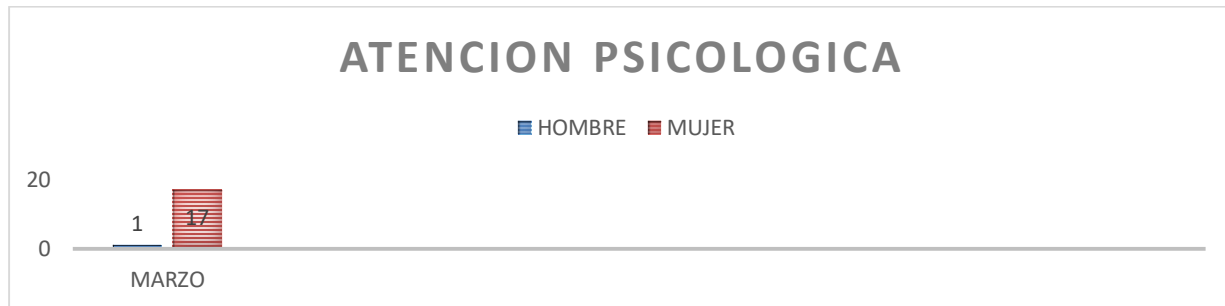 ATENCION PSICOLOGICA
HOMBRE MUJER
20
1 17
0
MARZO